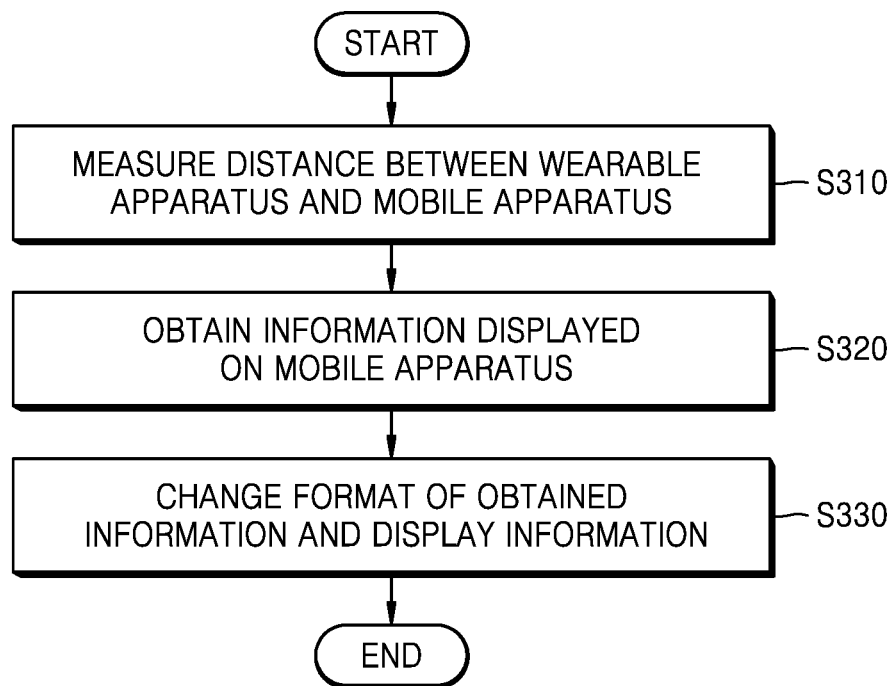 START
MEASURE DISTANCE BETWEEN WEARABLE
APPARATUS AND MOBILE APPARATUS
S310
OBTAIN INFORMATION DISPLAYED
ON MOBILE APPARATUS
S320
CHANGE FORMAT OF OBTAINED
INFORMATION AND DISPLAY INFORMATION
S330
END